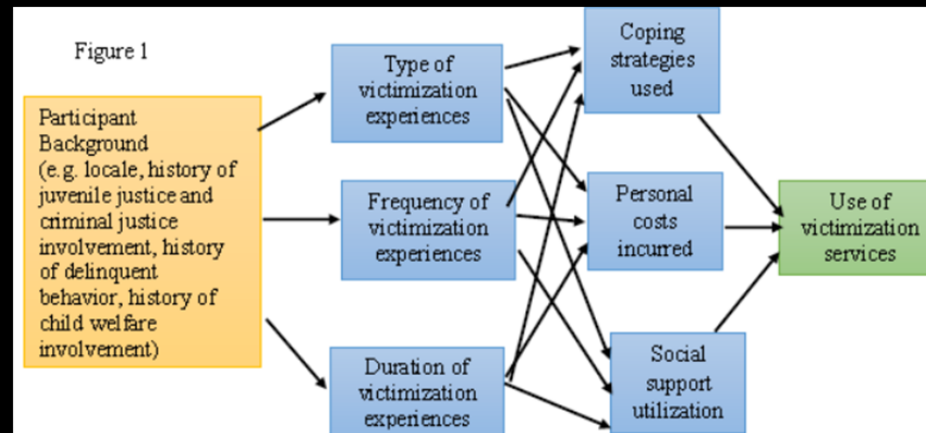 Figure 1
Participant
Background
(e.g. locale, history of
juvenile justice and
criminal justice
involvement, history
of delinquent
behavior, history of
child welfare
involvement)
Type of
victimization
experiences
Frequency of
victimization
experiences
Duration of
victimization
experiences
Coping
strategies
used
Personal
costs
incurred
Social
support
utilization
Use of
victimization
services